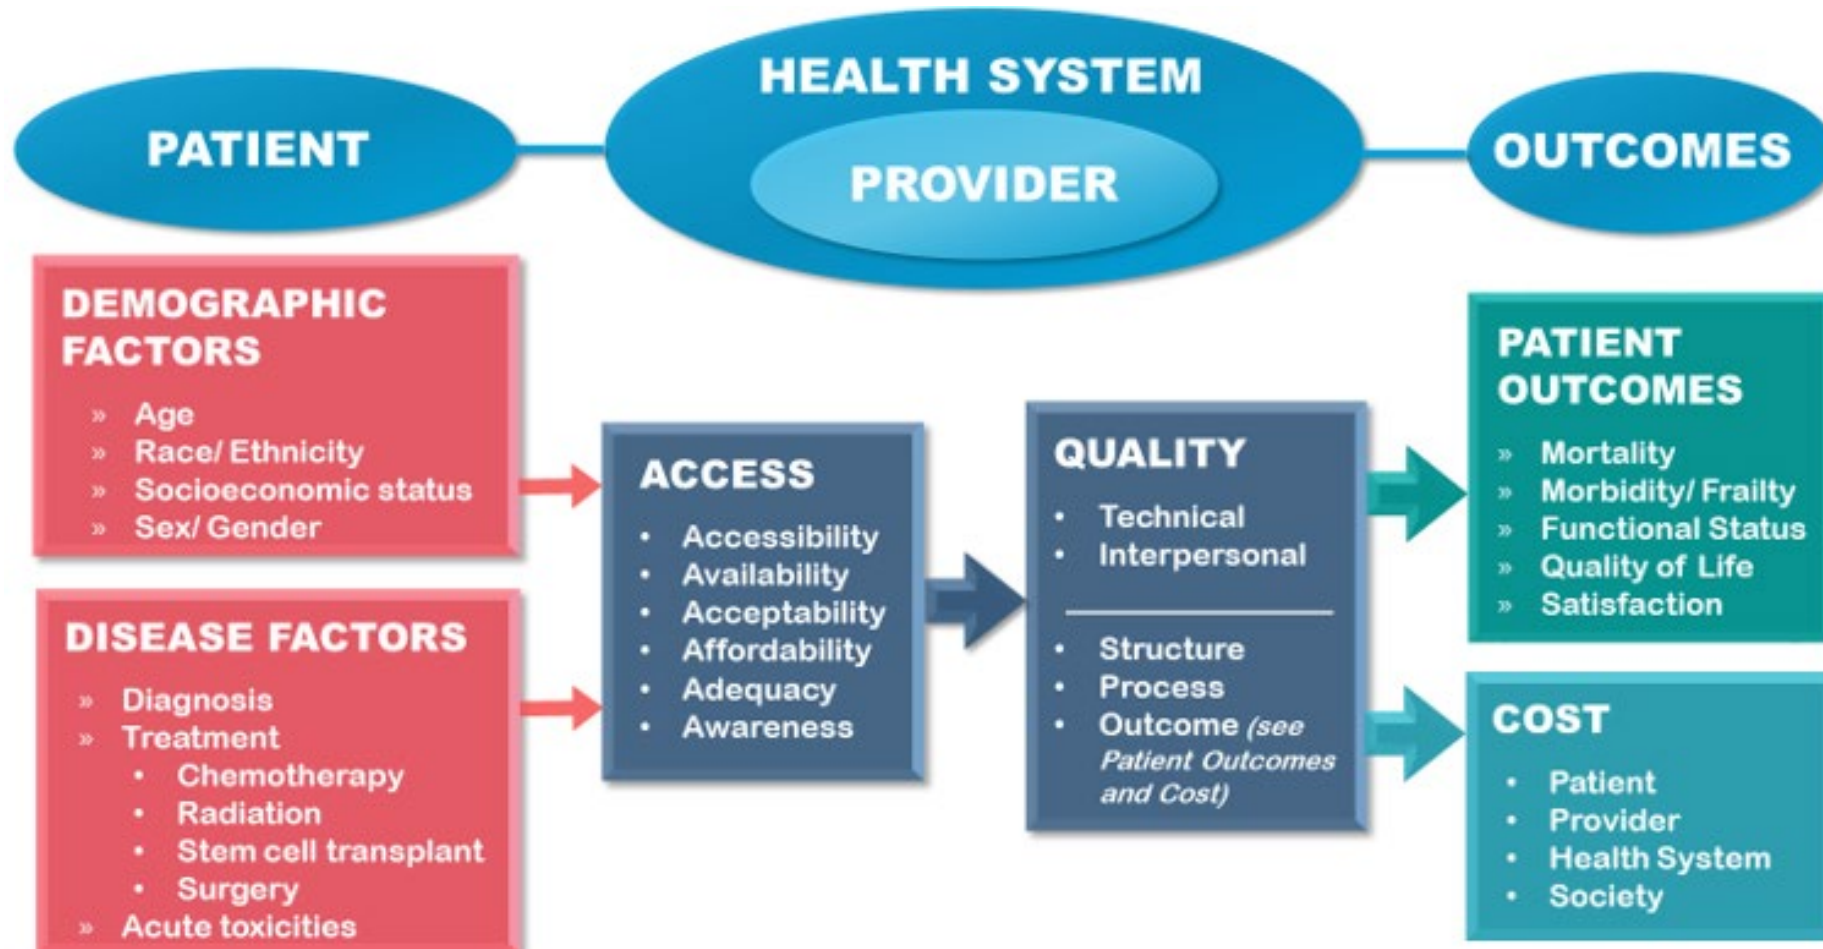 PATIENT
HEALTH SYSTEM
PROVIDER
OUTCOMES
DEMOGRAPHIC
FACTORS
» Age
» Race/ Ethnicity
» Socioeconomic status
» Sex/ Gender
DISEASE FACTORS
» Diagnosis
» Treatment
• Chemotherapy
• Radiation
• Stem cell transplant
• Surgery
» Acute toxicities
ACCESS
• Accessibility
• Availability
• Acceptability
• Affordability
• Adequacy
• Awareness
QUALITY
• Technical
• Interpersonal
• Structure
• Process
• Outcome (see
Patient Outcomes
and Cost)
PATIENT
OUTCOMES
» Mortality
» Morbidity/ Frailty
» Functional Status
» Quality of Life
» Satisfaction
COST
• Patient
• Provider
• Health System
• Society